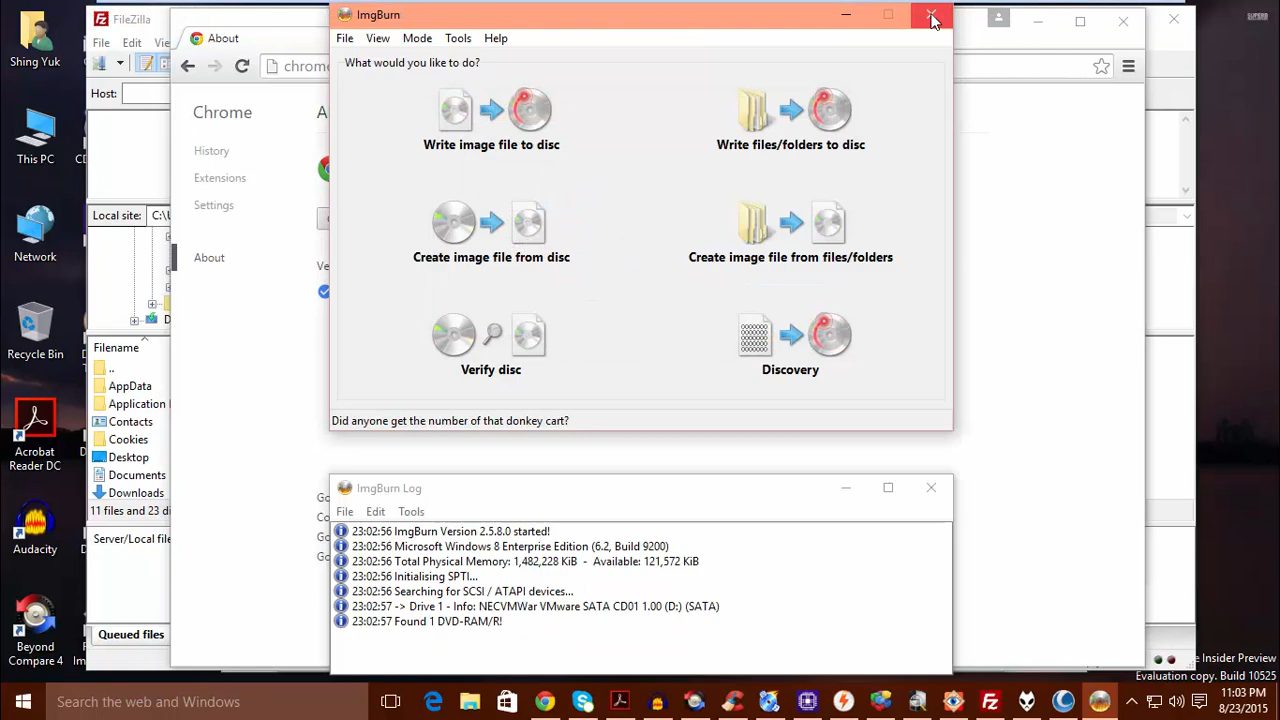 Shing Yuk
This PC
Network
Recycle Bin
Acrobat
Reader DC
Audacity
Beyond
Compare 4
FileZilla
File Edit
Host:
Local site: C:\
Filename
..
AppData
Application
Contacts
Cookies
Desktop
Documents
Downloads
11 files and 23
Server/Local
Queued files
About
Chrome
History
Extensions
Settings
About
ImgBurn
File View Mode Tools Help
What would you like to do?
Write image file to disc
Write files/folders to disc
Create image file from disc
Create image file from files/folders
Verify disc
Discovery
Did anyone get the number of that donkey cart?
ImgBurn Log
File Edit Tools
23:02:56 ImgBurn Version 2.5.8.0 started!
23:02:56 Microsoft Windows 8 Enterprise Edition (6.2, Build 9200)
23:02:56 Total Physical Memory: 1,482,228 KiB - Available: 121,572 KiB
23:02:56 Initialising SPTI...
23:02:56 Searching for SCSI / ATAPI devices...
23:02:57 -> Drive 1 - Info: NECVMWar VMware SATA CD01 1.00 (D:) (SATA)
23:02:57 Found 1 DVD-RAM/R!
Insider Preview
Evaluation copy. Build 10525
Search the web and Windows
11:03 PM
8/23/2015